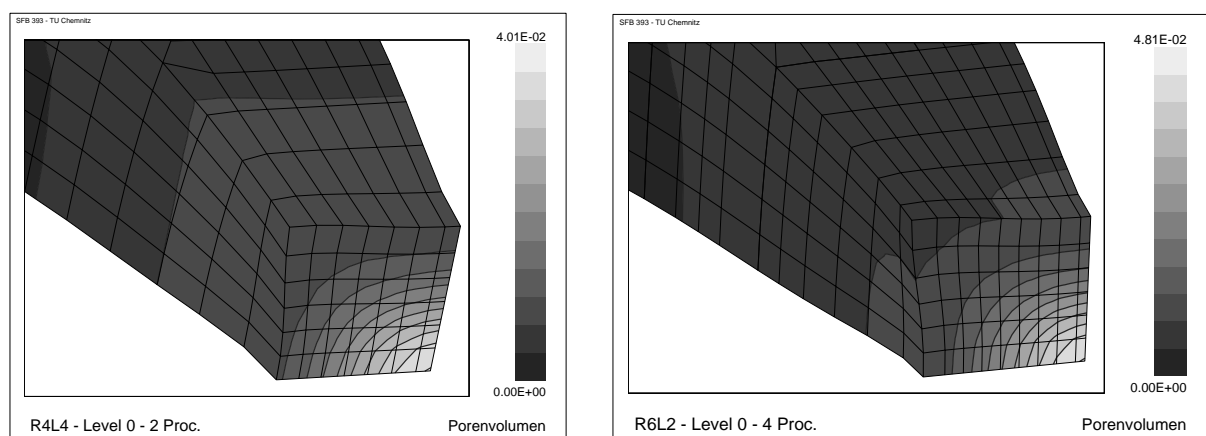 SFB 393 - TU Chemnitz
4.01E-02
0.00E+00
R4L4 - Level 0 - 2 Proc.
Porenvolumen
SFB 393 - TU Chemnitz
4.81E-02
0.00E+00
R6L2 - Level 0 - 4 Proc.
Porenvolumen